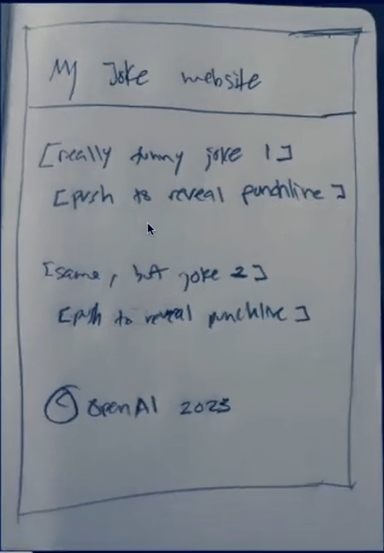 My Joke website
[really funny joke 1]
[push to reveal punchline]
[same, but joke 2]
[push to reveal punchline]
© OpenAI 2023